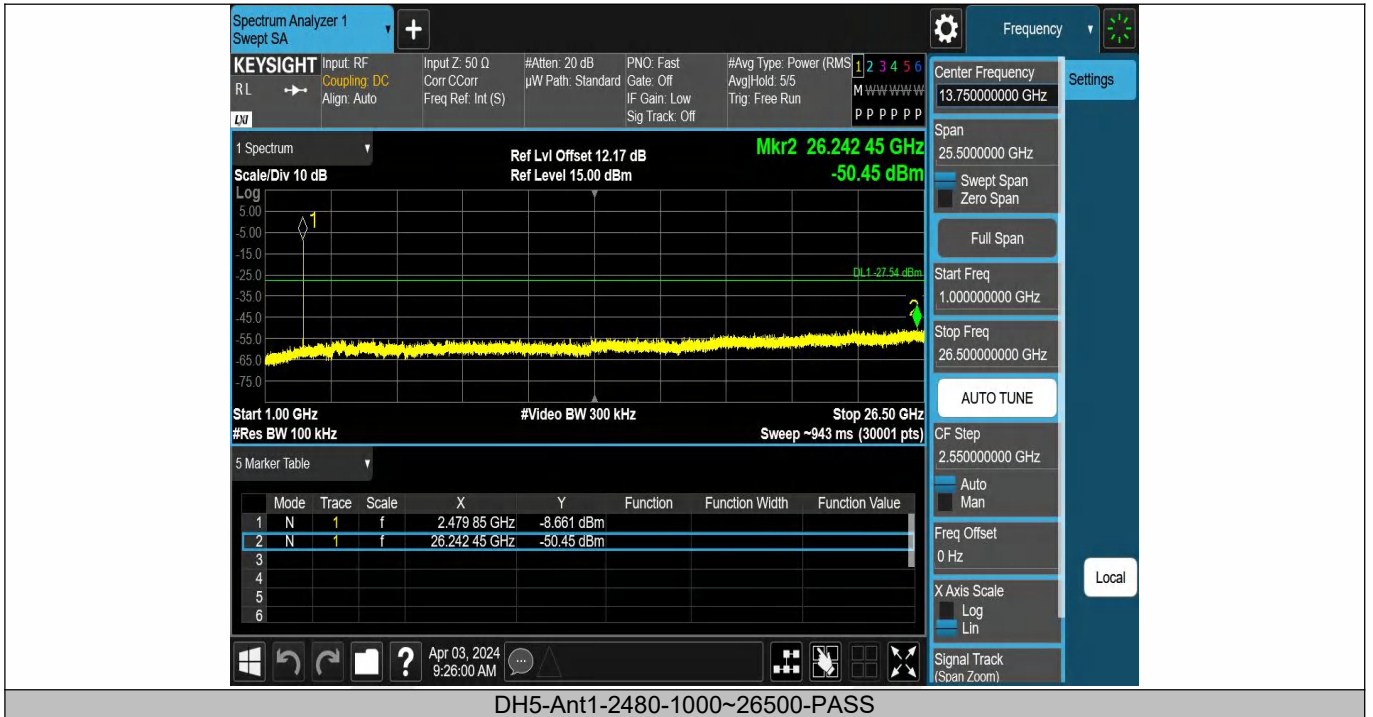 Spectrum Analyzer 1
Swept SA
+
Frequency
KEYSIGHT
RL
LXI
Input: RF
Coupling: DC
Align: Auto
Input Z: 50 Ω
Corr CCorr
Freq Ref: Int (S)
#Atten: 20 dB
µW Path: Standard
PNO: Fast
Gate: Off
IF Gain: Low
Sig Track: Off
#Avg Type: Power (RMS
Avg|Hold: 5/5
Trig: Free Run
1 2 3 4 5 6
M W W W W W
P P P P P P
Settings
1 Spectrum
Scale/Div 10 dB
Ref Lvl Offset 12.17 dB
Ref Level 15.00 dBm
Mkr2 26.242 45 GHz
-50.45 dBm
Log
5.00
-5.00
-15.0
-25.0
-35.0
-45.0
-55.0
-65.0
-75.0
1
DL1 -27.54 dBm
2
Start 1.00 GHz
#Res BW 100 kHz
#Video BW 300 kHz
Stop 26.50 GHz
Sweep ~943 ms (30001 pts)
5 Marker Table
Mode Trace Scale X Y Function Function Width Function Value
1 N 1 f 2.479 85 GHz -8.661 dBm
2 N 1 f 26.242 45 GHz -50.45 dBm
3
4
5
6
Center Frequency
13.750000000 GHz
Span
25.5000000 GHz
Swept Span
Zero Span
Full Span
Start Freq
1.000000000 GHz
Stop Freq
26.500000000 GHz
AUTO TUNE
CF Step
2.550000000 GHz
Auto
Man
Freq Offset
0 Hz
X Axis Scale
Log
Lin
Signal Track
(Span Zoom)
Local
?
Apr 03, 2024
9:26:00 AM
DH5-Ant1-2480-1000~26500-PASS